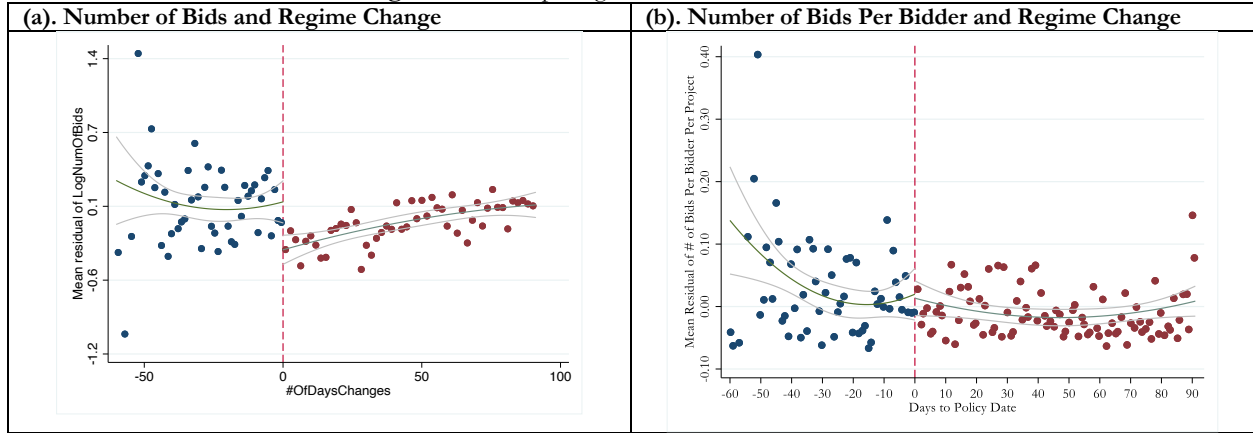 (a). Number of Bids and Regime Change
Mean residual of LogNumOfBids
1.4
0.7
0.1
-0.6
-1.2
-50
0
50
100
#OfDaysChanges
(b). Number of Bids Per Bidder and Regime Change
Mean Residual of # of Bids Per Bidder Per Project
0.40
0.30
0.20
0.10
0.00
-0.10
-60 -50 -40 -30 -20 -10 0 10 20 30 40 50 60 70 80 90
Days to Policy Date